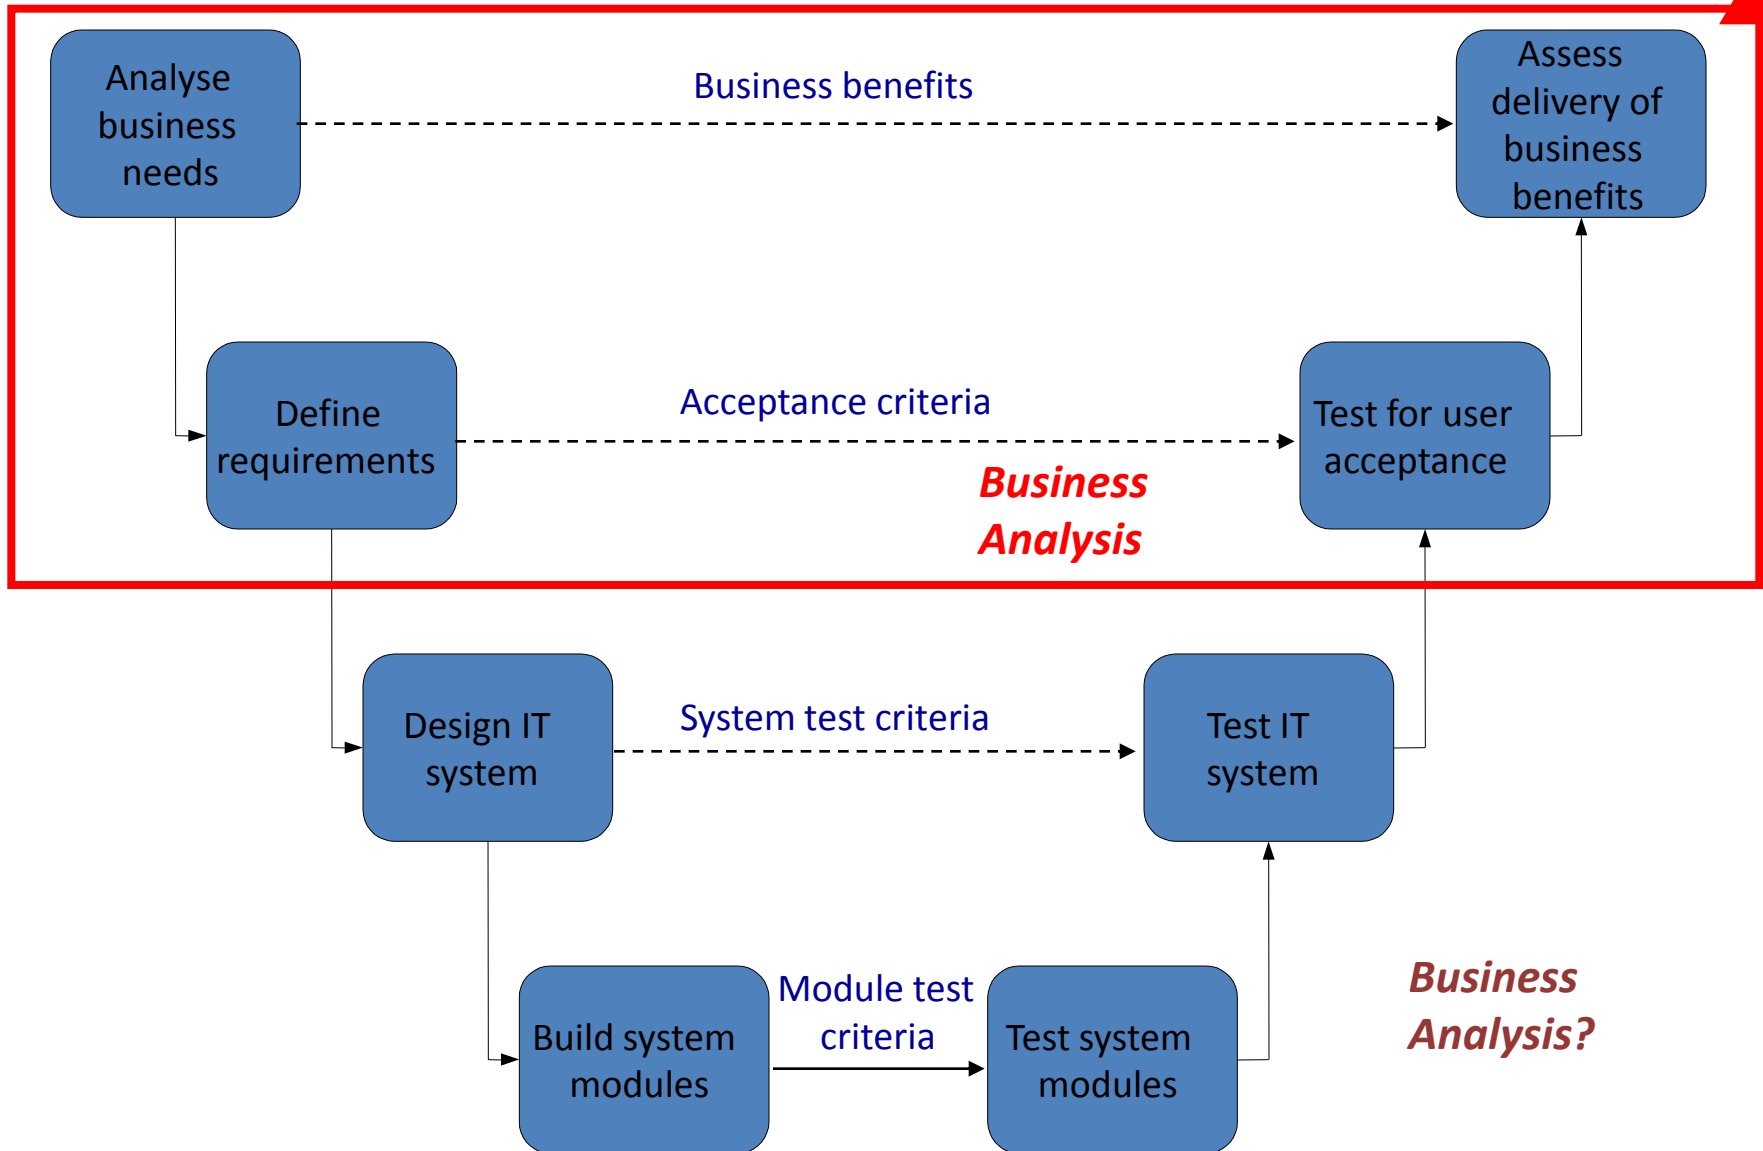 Analyse
business
needs
Business benefits
Assess
delivery of
business
benefits
Define
requirements
Acceptance criteria
Test for user
acceptance
Business
Analysis
Design IT
system
System test criteria
Test IT
system
Build system
modules
Module test
criteria
Test system
modules
Business
Analysis?